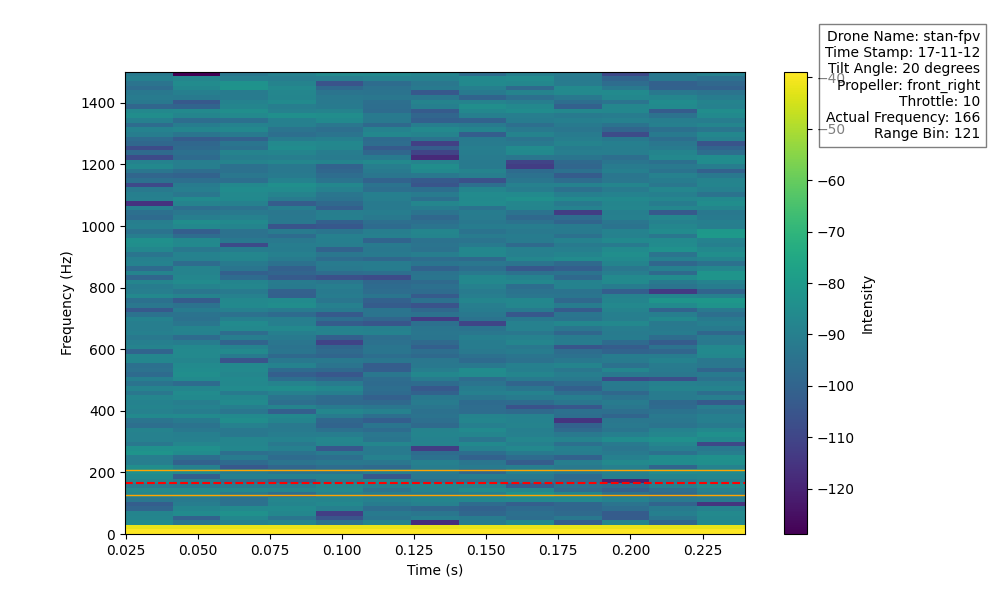 Drone Name: stan-fpv
Time Stamp: 17-11-12
Tilt Angle: 20 degrees
Propeller: front_right
Throttle: 10
Actual Frequency: 166
Range Bin: 121
1400
1200
1000
800
600
400
200
0
Frequency (Hz)
0.025 0.050 0.075 0.100 0.125 0.150 0.175 0.200 0.225
Time (s)
−40
−50
−60
−70
−80
−90
−100
−110
−120
Intensity